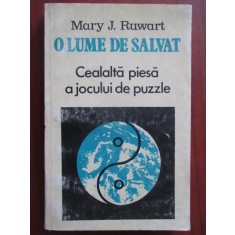 Mary J. Ruwart
O LUME DE SALVAT
Cealaltă piesă
a jocului de puzzle